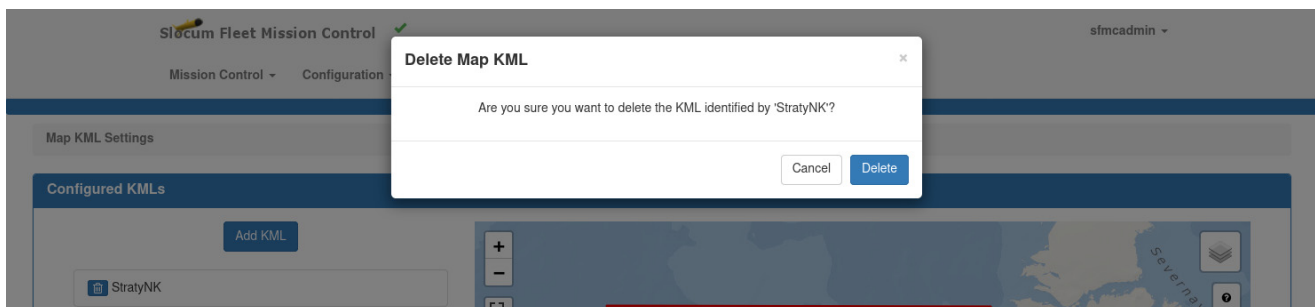 Slocum Fleet Mission Control
sfmcadmin
Mission Control
Configuration
Delete Map KML
×
Are you sure you want to delete the KML identified by 'StratyNK'?
Cancel
Delete
Map KML Settings
Configured KMLs
Add KML
StratyNK
+
−
Severna
?